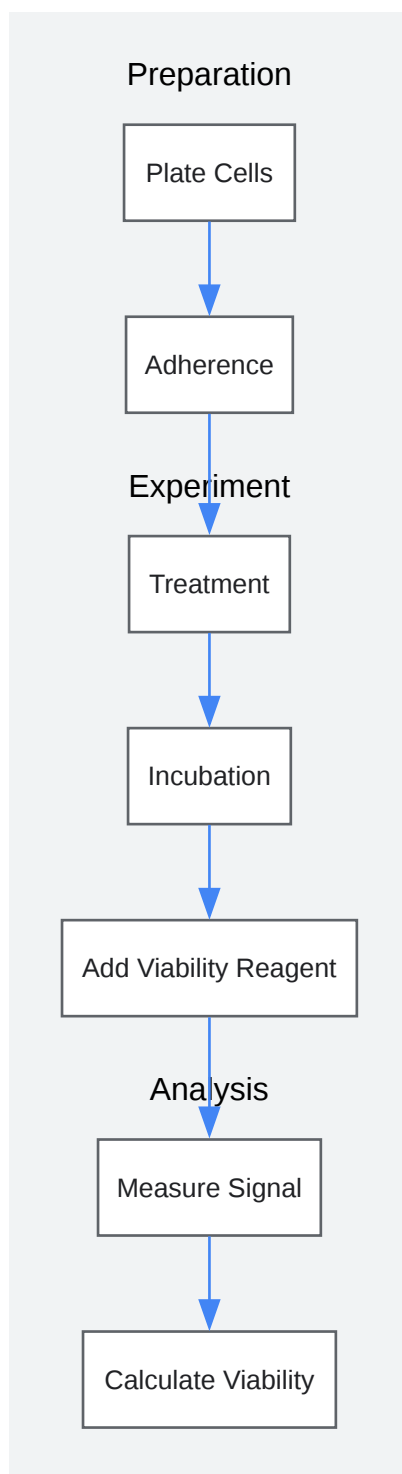 Preparation
Plate Cells
Adherence
Experiment
Treatment
Incubation
Add Viability Reagent
Analysis
Measure Signal
Calculate Viability